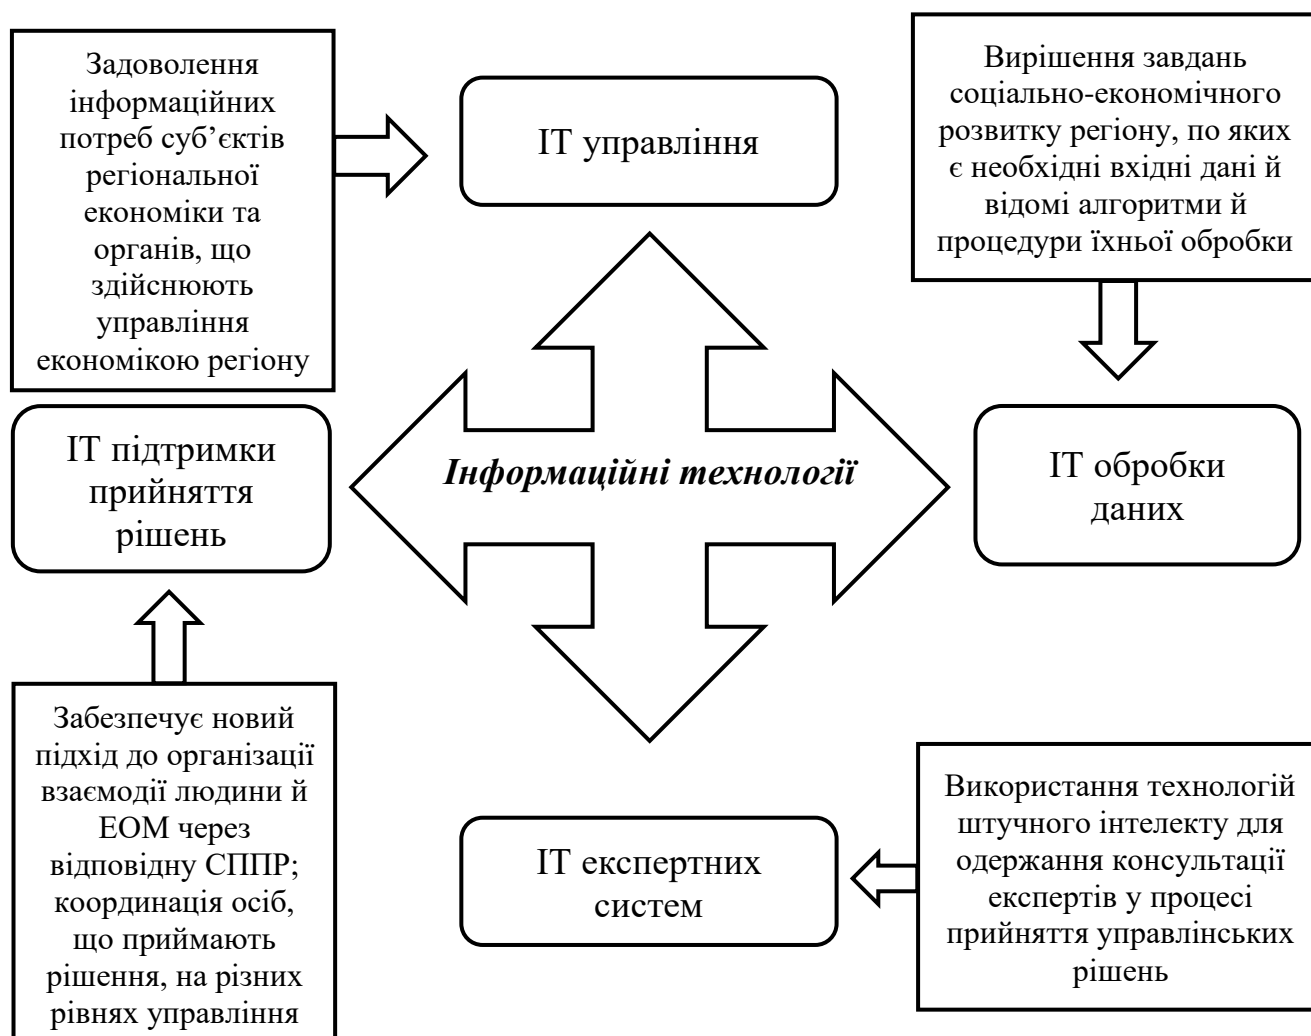 Задоволення
інформаційних
потреб суб’єктів
регіональної
економіки та
органів, що
здійснюють
управління
економікою регіону
ІТ управління
Вирішення завдань
соціально-економічного
розвитку регіону, по яких
є необхідні вхідні дані й
відомі алгоритми й
процедури їхньої обробки
ІТ підтримки
прийняття
рішень
Інформаційні технології
ІТ обробки
даних
Забезпечує новий
підхід до організації
взаємодії людини й
ЕОМ через
відповідну СППР;
координація осіб,
що приймають
рішення, на різних
рівнях управління
ІТ експертних
систем
Використання технологій
штучного інтелекту для
одержання консультації
експертів у процесі
прийняття управлінських
рішень